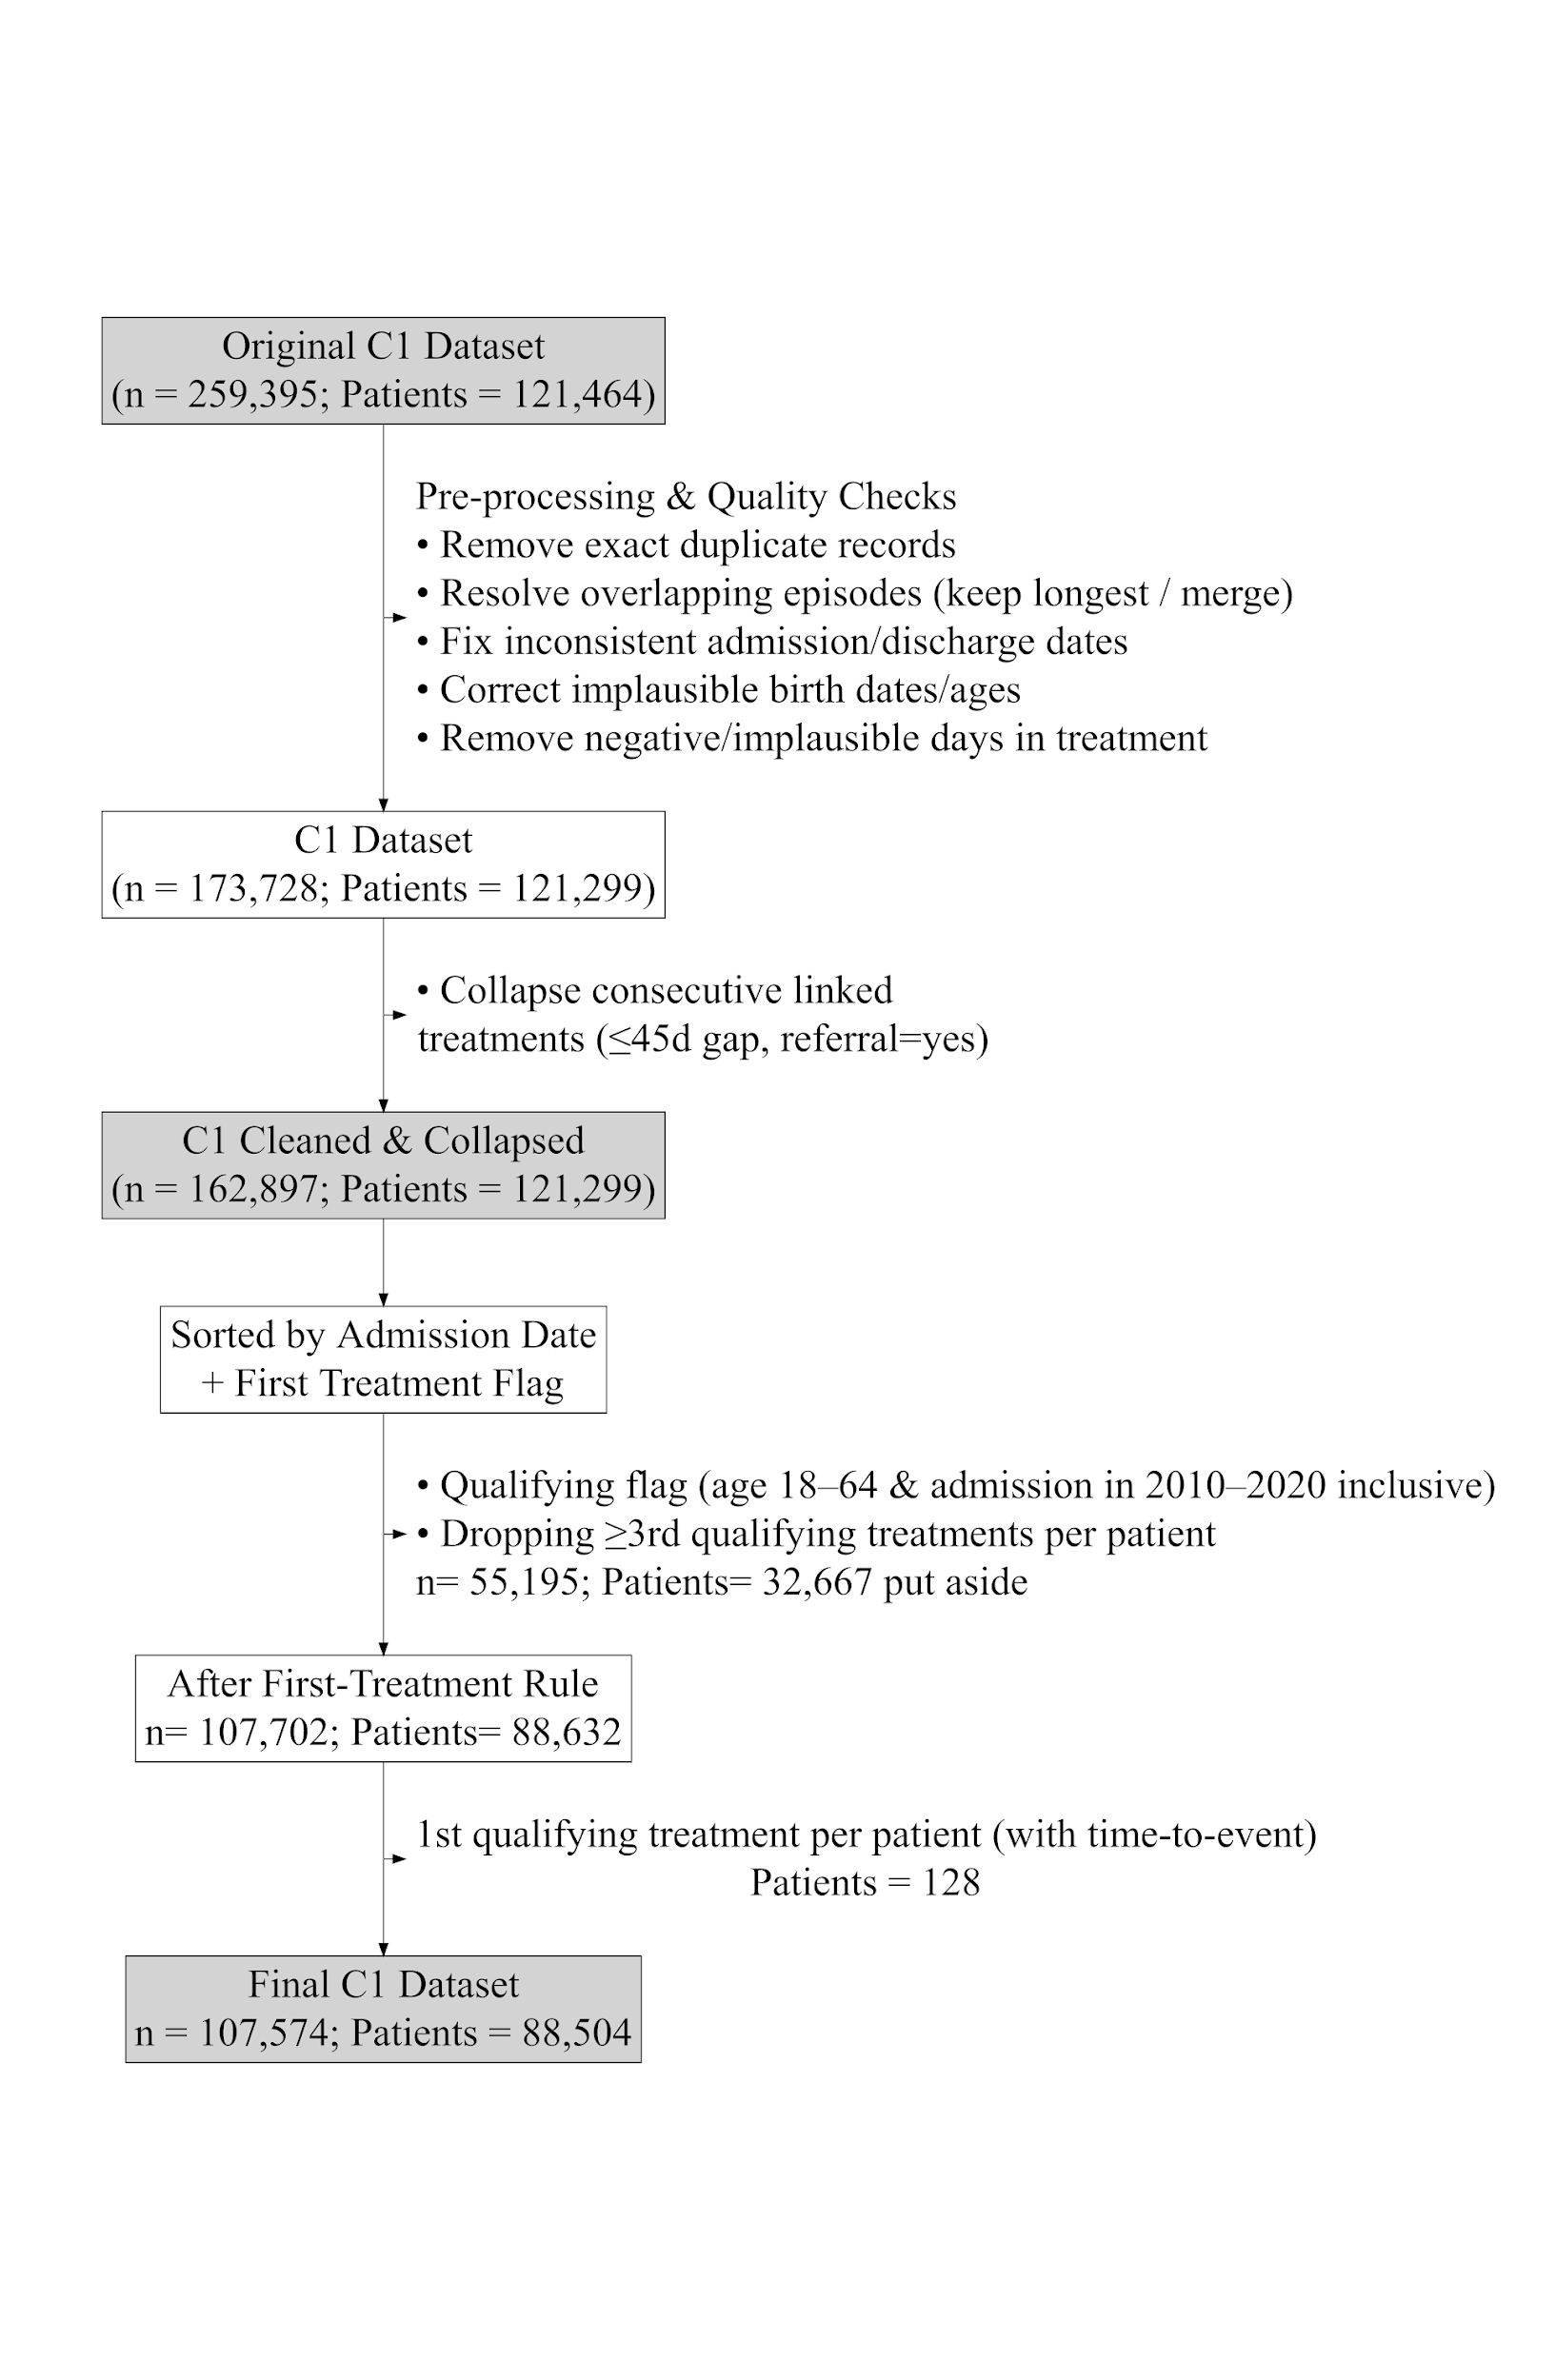 Original C1 Dataset
(n = 259,395; Patients = 121,464)
Pre-processing & Quality Checks
• Remove exact duplicate records
• Resolve overlapping episodes (keep longest / merge)
• Fix inconsistent admission/discharge dates
• Correct implausible birth dates/ages
• Remove negative/implausible days in treatment
C1 Dataset
(n = 173,728; Patients = 121,299)
• Collapse consecutive linked
treatments (≤45d gap, referral=yes)
C1 Cleaned & Collapsed
(n = 162,897; Patients = 121,299)
Sorted by Admission Date
+ First Treatment Flag
• Qualifying flag (age 18–64 & admission in 2010–2020 inclusive)
• Dropping ≥3rd qualifying treatments per patient
n= 55,195; Patients= 32,667 put aside
After First-Treatment Rule
n= 107,702; Patients= 88,632
1st qualifying treatment per patient (with time-to-event)
Patients = 128
Final C1 Dataset
n = 107,574; Patients = 88,504